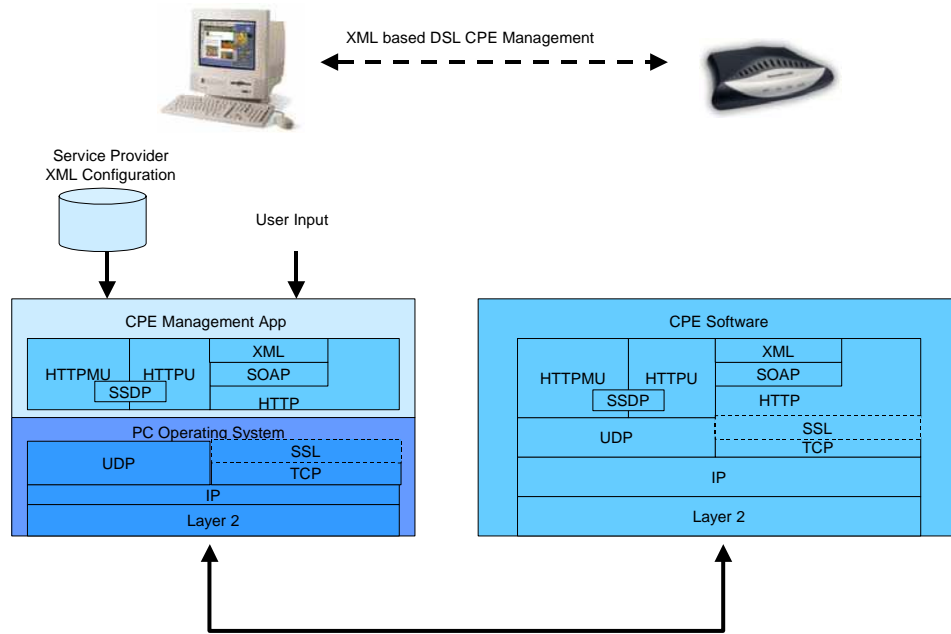 XML based DSL CPE Management
Service Provider
XML Configuration
User Input
CPE Management App
XML
HTTPMU HTTPU SOAP
SSDP
HTTP
PC Operating System
UDP SSL
TCP
IP
Layer 2
CPE Software
XML
HTTPMU HTTPU SOAP
SSDP
HTTP
UDP SSL
TCP
IP
Layer 2